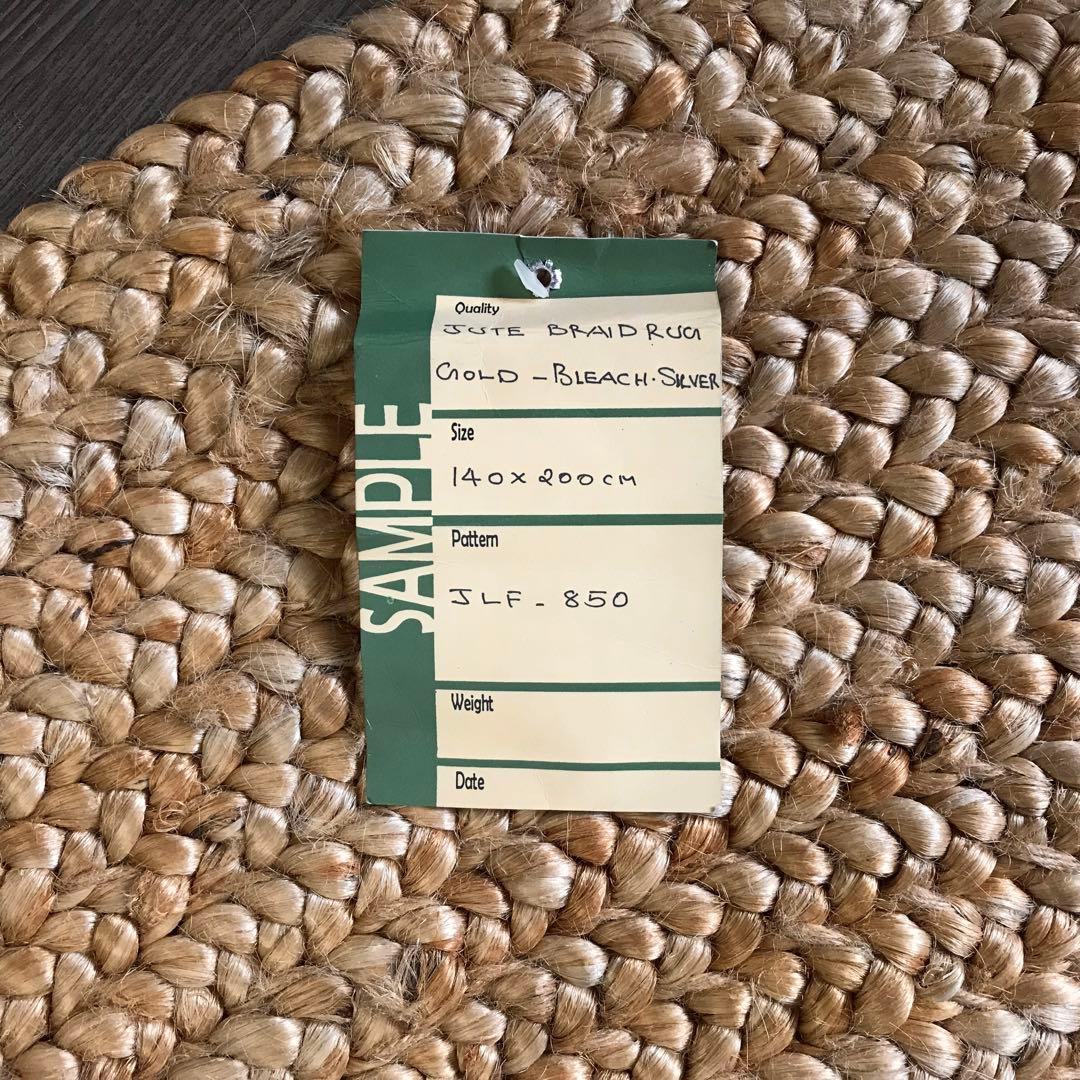 SAMPLE
Quality
JUTE BRAID RUG
GOLD - BLEACH. SILVER
Size
140 x 200 CM
Pattern
JLF - 850
Weight
Date